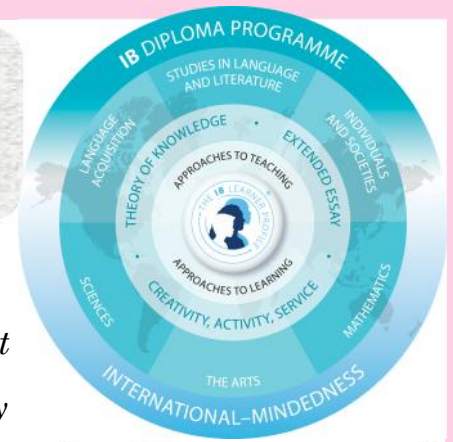 IB DIPLOMA PROGRAMME
STUDIES IN LANGUAGE
AND LITERATURE
LANGUAGE
ACQUISITION
INDIVIDUALS
AND SOCIETIES
THEORY OF KNOWLEDGE • EXTENDED ESSAY •
APPROACHES TO TEACHING
THE IB LEARNER PROFILE
APPROACHES TO LEARNING
CREATIVITY, ACTIVITY, SERVICE •
SCIENCES
MATHEMATICS
THE ARTS
INTERNATIONAL–MINDEDNESS